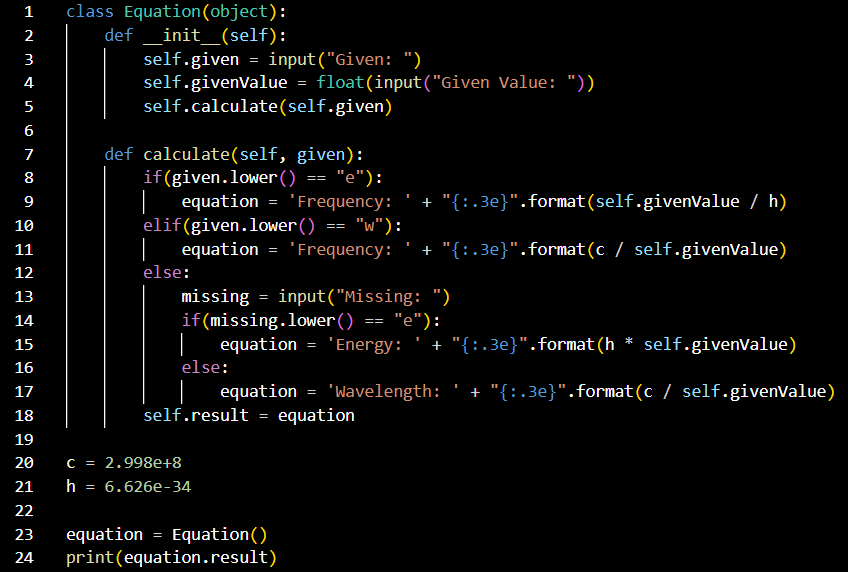 1 class Equation(object):
2 def __init__(self):
3 self.given = input("Given: ")
4 self.givenValue = float(input("Given Value: "))
5 self.calculate(self.given)
6
7 def calculate(self, given):
8 if(given.lower() == "e"):
9 equation = 'Frequency: ' + "{:.3e}".format(self.givenValue / h)
10 elif(given.lower() == "w"):
11 equation = 'Frequency: ' + "{:.3e}".format(c / self.givenValue)
12 else:
13 missing = input("Missing: ")
14 if(missing.lower() == "e"):
15 equation = 'Energy: ' + "{:.3e}".format(h * self.givenValue)
16 else:
17 equation = 'Wavelength: ' + "{:.3e}".format(c / self.givenValue)
18 self.result = equation
19
20 c = 2.998e+8
21 h = 6.626e-34
22
23 equation = Equation()
24 print(equation.result)